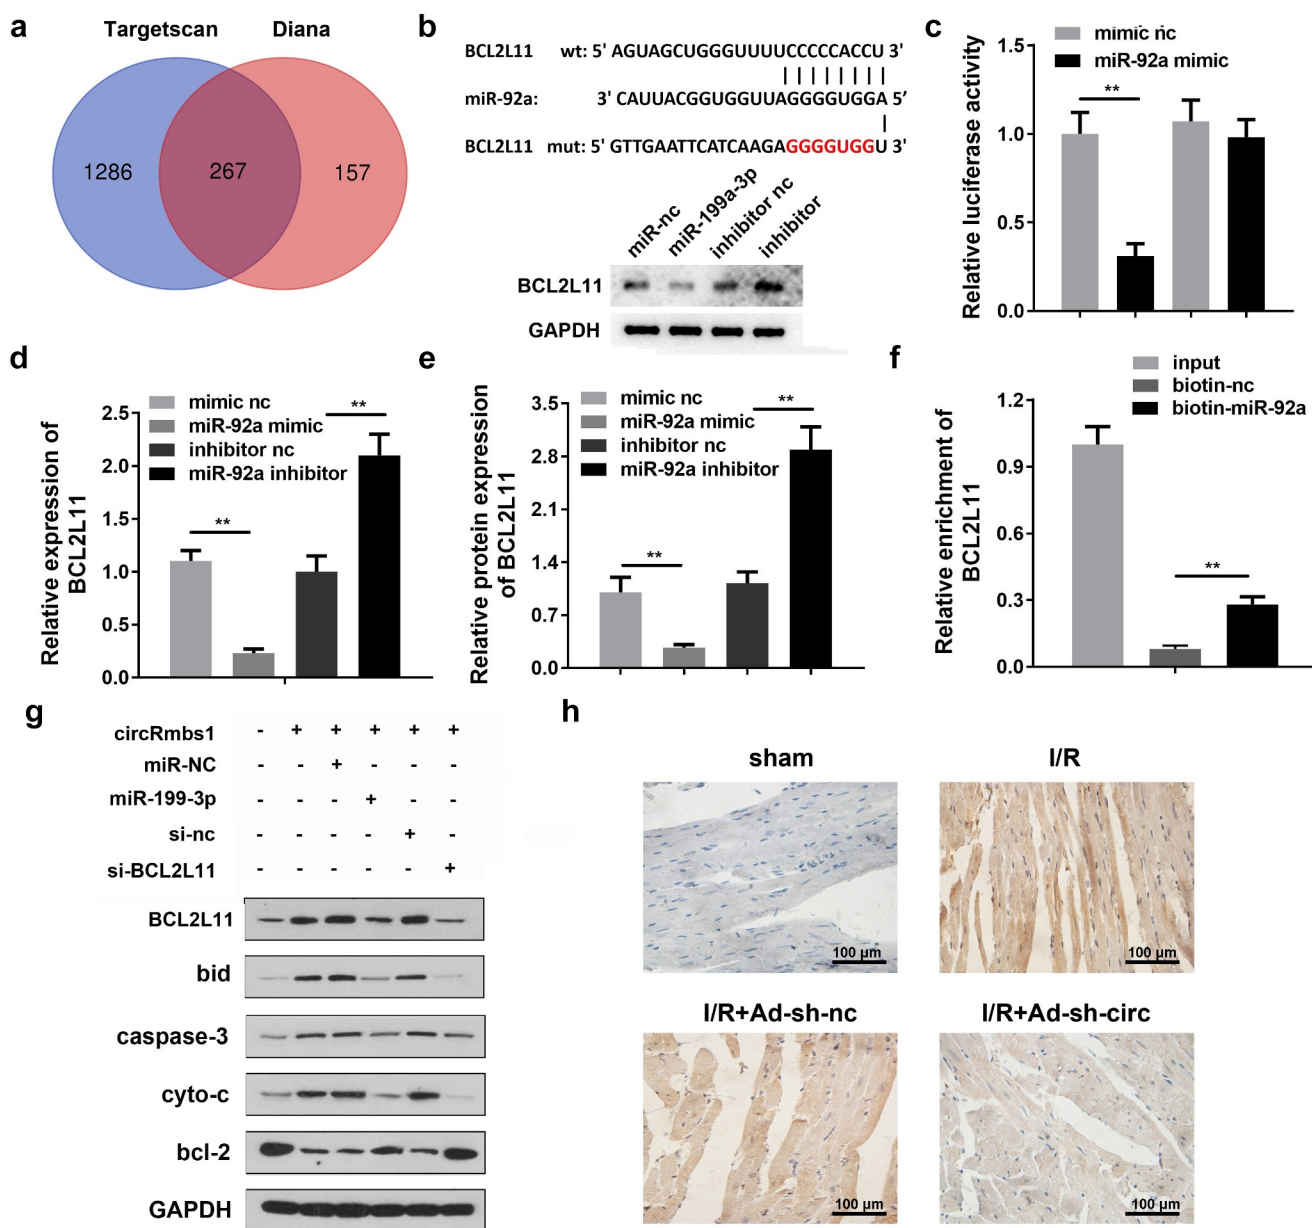 a
Targetscan Diana
1286 267 157
b
BCL2L11 wt: 5' AGUAGCUGGGUUUUCCCCCACCU 3'
miR-92a: 3' CAUUACGGUGGUUAGGGGUGGA 5'
BCL2L11 mut: 5' GTTGAATTCATCAAGAGGGGUGGU 3'
miR-nc miR-199a-3p inhibitor nc inhibitor
BCL2L11
GAPDH
c
mimic nc
miR-92a mimic
Relative luciferase activity
1.5
1.0
0.5
0.0
**
d
mimic nc
miR-92a mimic
inhibitor nc
miR-92a inhibitor
Relative expression of
BCL2L11
2.5
2.0
1.5
1.0
0.5
0.0
** **
e
mimic nc
miR-92a mimic
inhibitor nc
miR-92a inhibitor
Relative protein expression
of BCL2L11
3.5
2.8
2.1
1.4
0.7
0.0
** **
f
input
biotin-nc
biotin-miR-92a
Relative enrichment of
BCL2L11
1.2
0.9
0.6
0.3
0.0
**
g
circRmbs1 - + + + + +
miR-NC - - + - - -
miR-199-3p - - - + - -
si-nc - - - - + -
si-BCL2L11 - - - - - +
BCL2L11
bid
caspase-3
cyto-c
bcl-2
GAPDH
h
sham I/R
100 µm 100 µm
I/R+Ad-sh-nc I/R+Ad-sh-circ
100 µm 100 µm